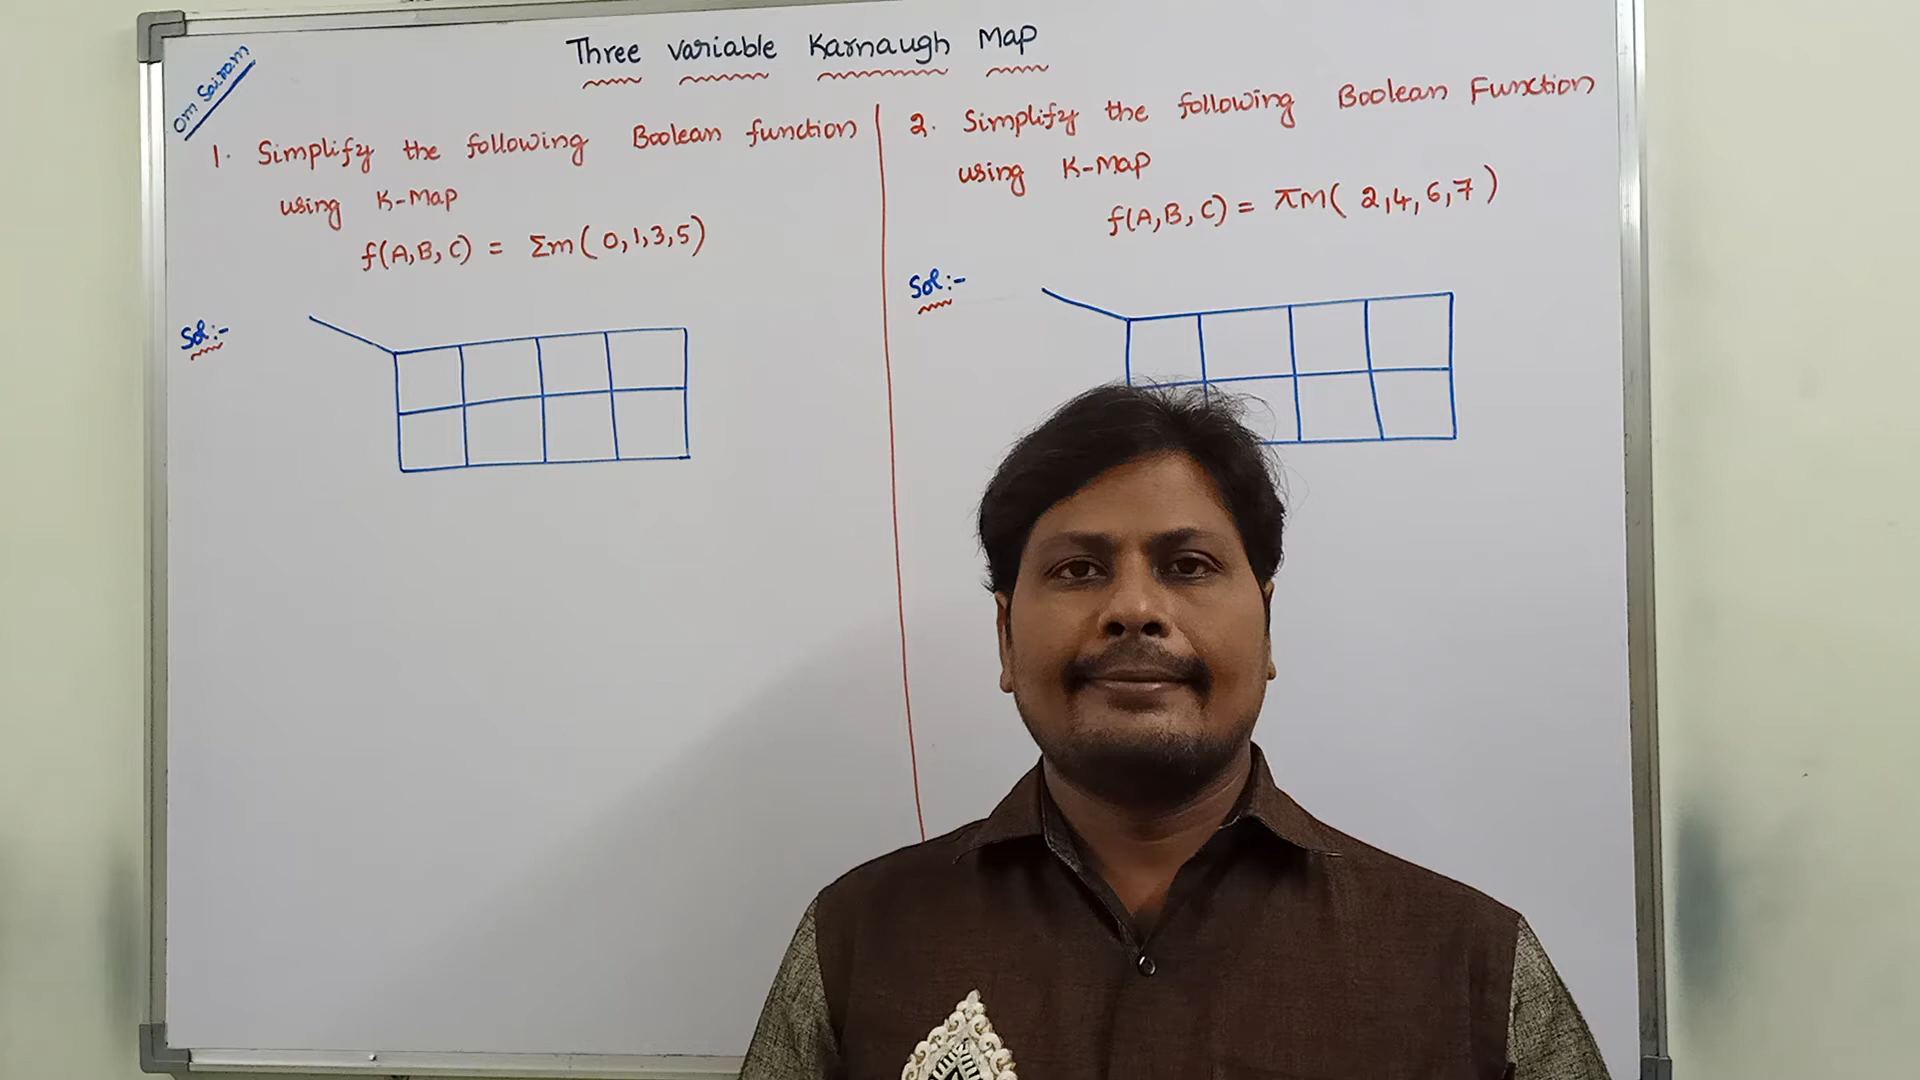 Om Sairam
Three Variable Karnaugh Map
1. Simplify the following Boolean function
using K-Map
f(A,B,C) = Σm( 0,1,3,5)
Sol:-
2. Simplify the following Boolean Function
using K-Map
f(A,B,C) = πM( 2,4,6,7)
Sol:-